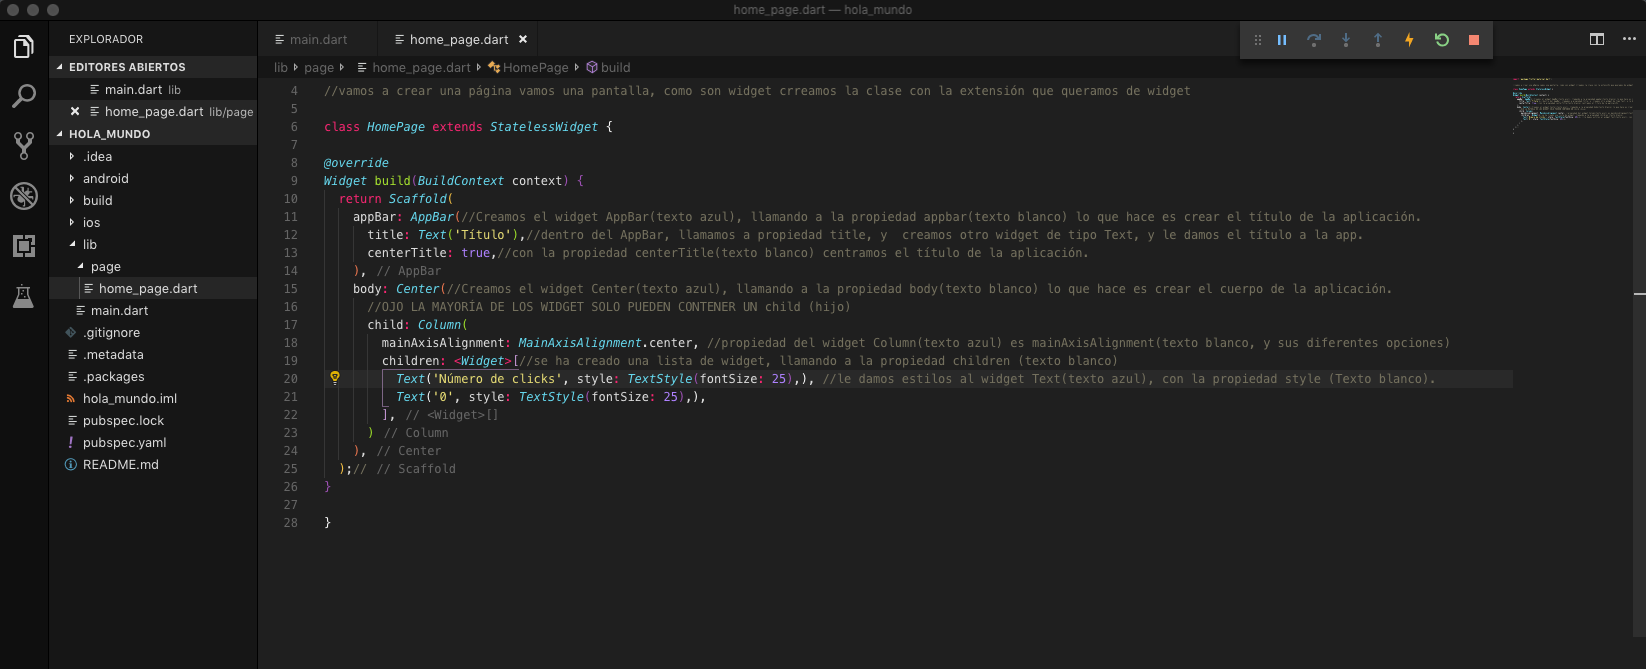 home_page.dart — hola_mundo
EXPLORADOR
EDITORES ABIERTOS
main.dart lib
home_page.dart lib/page
HOLA_MUNDO
.idea
android
build
ios
lib
page
home_page.dart
main.dart
.gitignore
.metadata
.packages
hola_mundo.iml
pubspec.lock
pubspec.yaml
README.md
main.dart
home_page.dart
lib page home_page.dart HomePage build
4 //vamos a crear una página vamos una pantalla, como son widget crreamos la clase con la extensión que queramos de widget
5
6 class HomePage extends StatelessWidget {
7
8 @override
9 Widget build(BuildContext context) {
10 return Scaffold(
11 appBar: AppBar(//Creamos el widget AppBar(texto azul), llamando a la propiedad appbar(texto blanco) lo que hace es crear el título de la aplicación.
12 title: Text('Título'),//dentro del AppBar, llamamos a propiedad title, y  creamos otro widget de tipo Text, y le damos el título a la app.
13 centerTitle: true,//con la propiedad cenerTitle(texto blanco) centramos el título de la aplicación.
14 ), // AppBar
15 body: Center(//Creamos el widget Center(texto azul), llamando a la propiedad body(texto blanco) lo que hace es crear el cuerpo de la aplicación.
16 //OJO LA MAYORÍA DE LOS WIDGET SOLO PUEDEN CONTENER UN child (hijo)
17 child: Column(
18 mainAxisAlignment: MainAxisAlignment.center, //propiedad del widget Column(texto azul) es mainAxisAlignment(texto blanco, y sus diferentes opciones)
19 children: <Widget>[//se ha creado una lista de widget, llamando a la propiedad children (texto blanco)
20 Text('Número de clicks', style: TextStyle(fontSize: 25),), //le damos estilos al widget Text(texto azul), con la propiedad style (Texto blanco).
21 Text('0', style: TextStyle(fontSize: 25),),
22 ], // <Widget>[]
23 ) // Column
24 ), // Center
25 );// // Scaffold
26 }
27
28 }